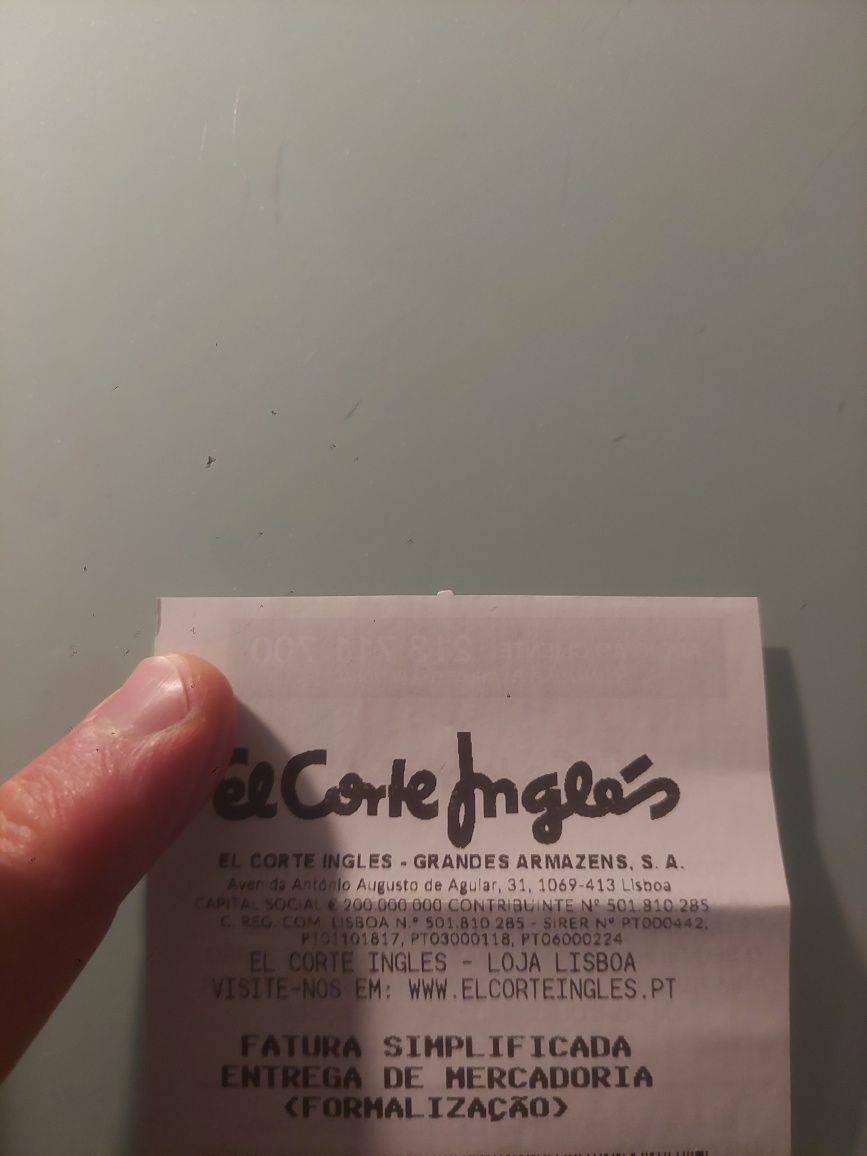 El Corte Inglés
EL CORTE INGLES - GRANDES ARMAZENS, S. A.
Avenida António Augusto de Aguiar, 31, 1069-413 Lisboa
CAPITAL SOCIAL € 200.000.000 CONTRIBUINTE Nº 501.810.285
C. REG. COM. LISBOA N.º 501.810.285 - SIRER Nº PT000442,
PT01101817, PT03000118, PT06000224
EL CORTE INGLES - LOJA LISBOA
VISITE-NOS EM: WWW.ELCORTEINGLES.PT
FATURA SIMPLIFICADA
ENTREGA DE MERCADORIA
<FORMALIZAÇÃO>